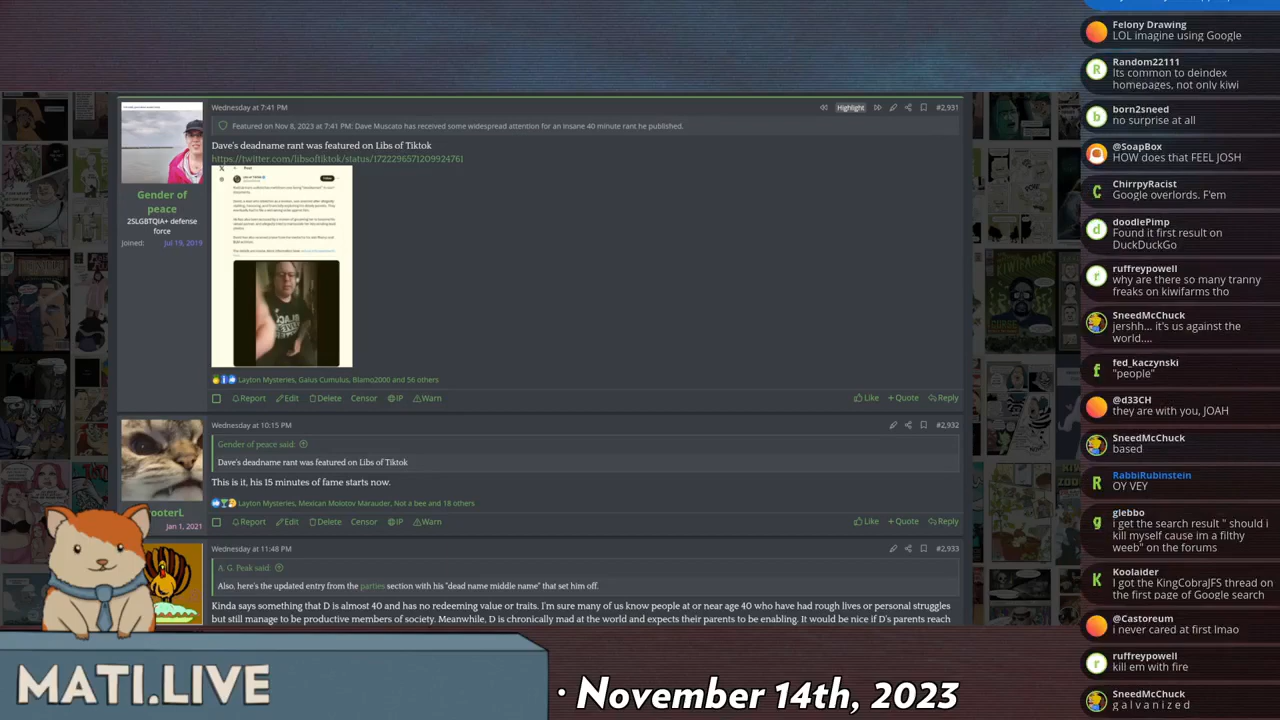 Wednesday at 7:41 PM
Highlight
#2,931
Featured on Nov 8, 2023 at 7:41 PM: Dave Muscato has received some widespread attention for an insane 40 minute rant he published.
Dave's deadname rant was featured on Libs of Tiktok
https://twitter.com/libsoftiktok/status/1722296571209924761
Gender of
peace
2SLGBTQIA+ defense
force
Joined: Jul 19, 2019
Layton Mysteries, Gaius Cumulus, Blamo2000 and 56 others
Report Edit Delete Censor IP Warn
Like + Quote Reply
Wednesday at 10:15 PM
#2,932
Gender of peace said:
Dave's deadname rant was featured on Libs of Tiktok
This is it, his 15 minutes of fame starts now.
ooterL
Jan 1, 2021
Layton Mysteries, Mexican Molotov Marauder, Not a bee and 18 others
Report Edit Delete Censor IP Warn
Like + Quote Reply
Wednesday at 11:48 PM
#2,933
A. G. Peak said:
Also, here's the updated entry from the parties section with his "dead name middle name" that set him off.
Kinda says something that D is almost 40 and has no redeeming value or traits. I'm sure many of us know people at or near age 40 who have had rough lives or personal struggles
but still manage to be productive members of society. Meanwhile, D is chronically mad at the world and expects their parents to be enabling. It would be nice if D's parents reach
MATI.LIVE
· November 14th, 2023
Felony Drawing
LOL imagine using Google
Random22111
Its common to deindex
homepages, not only kiwi
born2sneed
no surprise at all
@SoapBox
HOW MANY EMM FEEL JOSH
ChirpyRacin
please cover Das F.em
dandelier
I got it first result on
DuckDuckGo
ruffreypowell
why are there so many tranny
freaks on kiwifarms tho
SneedMcChuck
jershh... it's us against the
world....
fed_kaczynski
"people"
@d33CH
they are with you, JOAH
SneedMcChuck
based
RabbiRubinstein
OY VEY
glebbo
i get the search result " should i
kill myself cause im a filthy
weeb" on the forums
Koolaider
I got the KingCobraJFS thread on
the first page of Google search
@Castoreum
i never cared at first lmao
ruffreypowell
kill em with fire
SneedMcChuck
g a l v a n i z e d